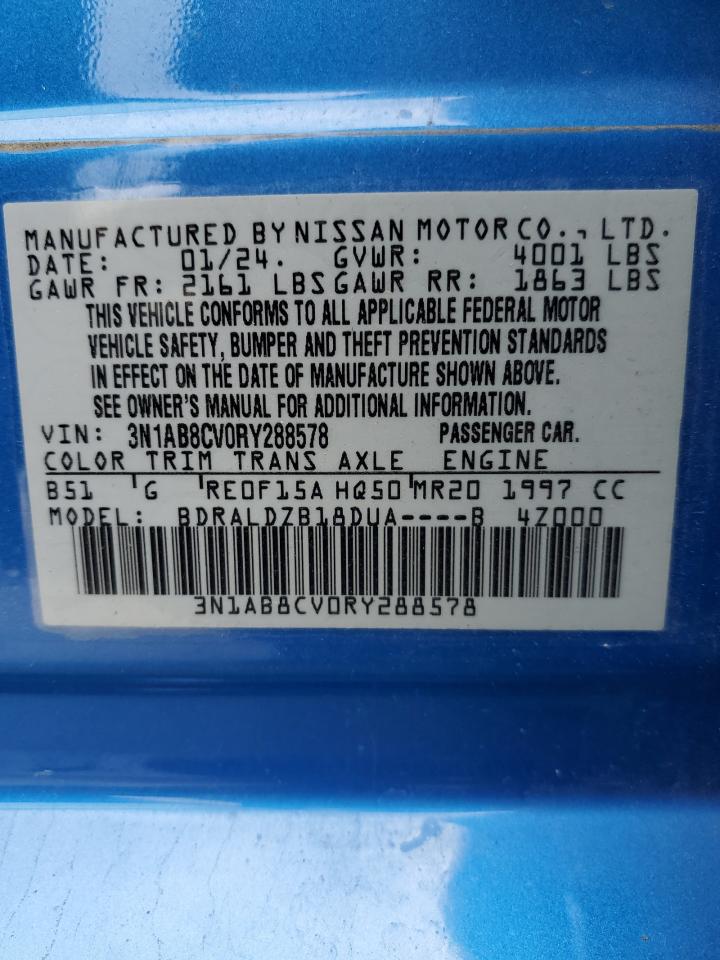 MANUFACTURED BY NISSAN MOTOR CO., LTD.
DATE: 01/24. GVWR: 4001 LBS
GAWR FR: 2161 LBS GAWR RR: 1863 LBS
THIS VEHICLE CONFORMS TO ALL APPLICABLE FEDERAL MOTOR
VEHICLE SAFETY, BUMPER AND THEFT PREVENTION STANDARDS
IN EFFECT ON THE DATE OF MANUFACTURE SHOWN ABOVE.
SEE OWNER'S MANUAL FOR ADDITIONAL INFORMATION.
VIN: 3N1AB8CV0RY288578 PASSENGER CAR.
COLOR TRIM TRANS AXLE ENGINE
B51 G RE0F15A HQ50 MR20 1997 CC
MODEL: BDRALDZB18DUA----B 4Z000
3N1AB8CV0RY288578